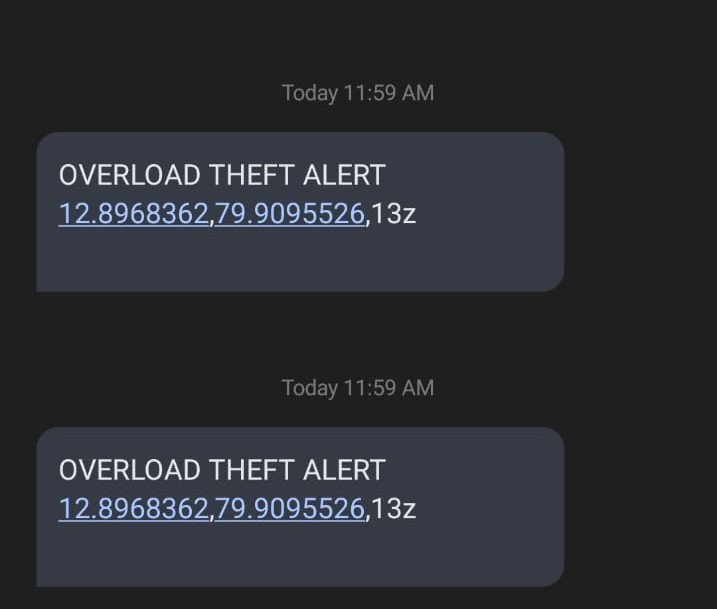 Today 11:59 AM
OVERLOAD THEFT ALERT
12.8968362,79.9095526,13z
Today 11:59 AM
OVERLOAD THEFT ALERT
12.8968362,79.9095526,13z